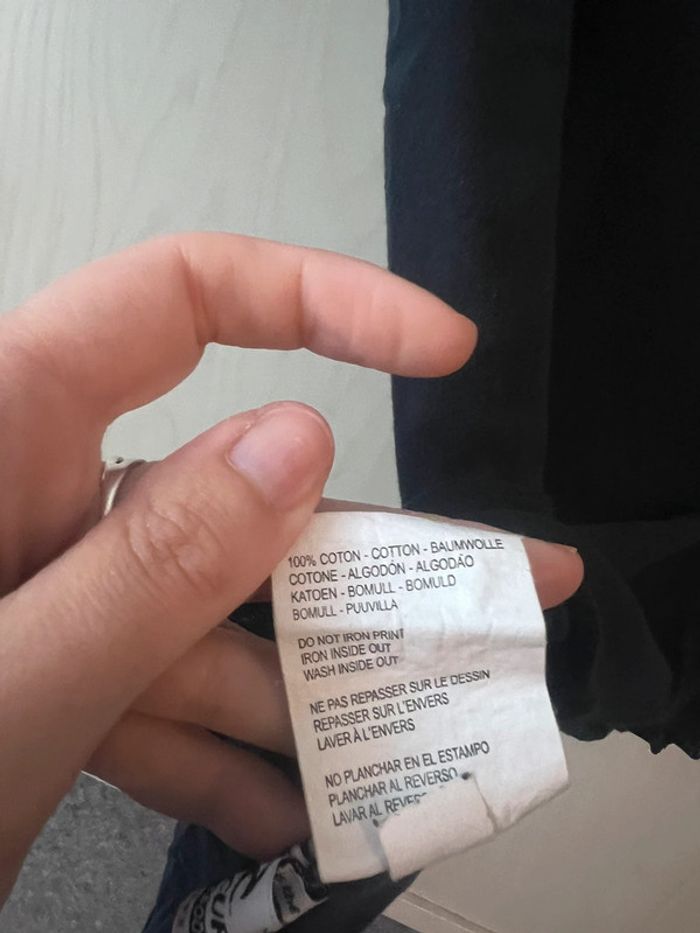 100% COTON - COTTON - BAUMWOLLE
COTONE - ALGODÓN - ALGODÃO
KATOEN - BOMULL - BOMULD
BOMULL - PUUVILLA
DO NOT IRON PRINT
IRON INSIDE OUT
WASH INSIDE OUT
NE PAS REPASSER SUR LE DESSIN
REPASSER SUR L'ENVERS
LAVER À L'ENVERS
NO PLANCHAR EN EL ESTAMPO
PLANCHAR AL REVERSO
LAVAR AL